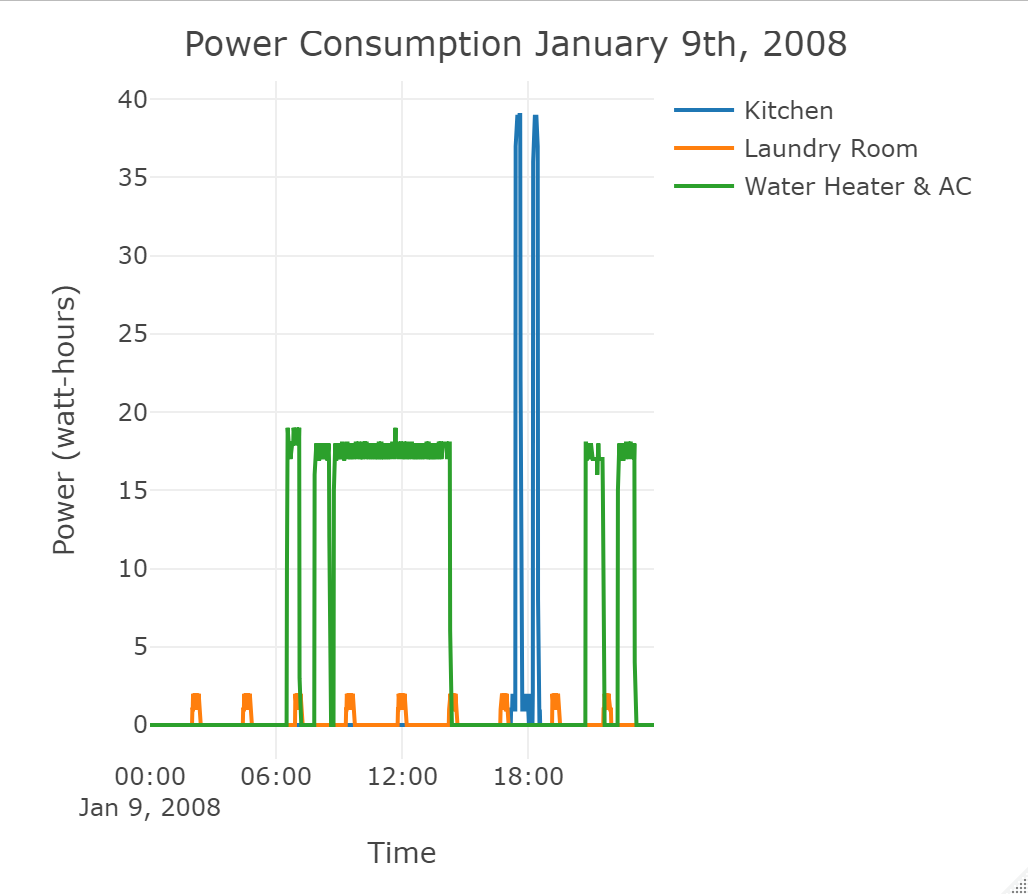 Power Consumption January 9th, 2008
Kitchen
Laundry Room
Water Heater & AC
Power (watt-hours)
40
35
30
25
20
15
10
5
0
00:00 06:00 12:00 18:00
Jan 9, 2008
Time